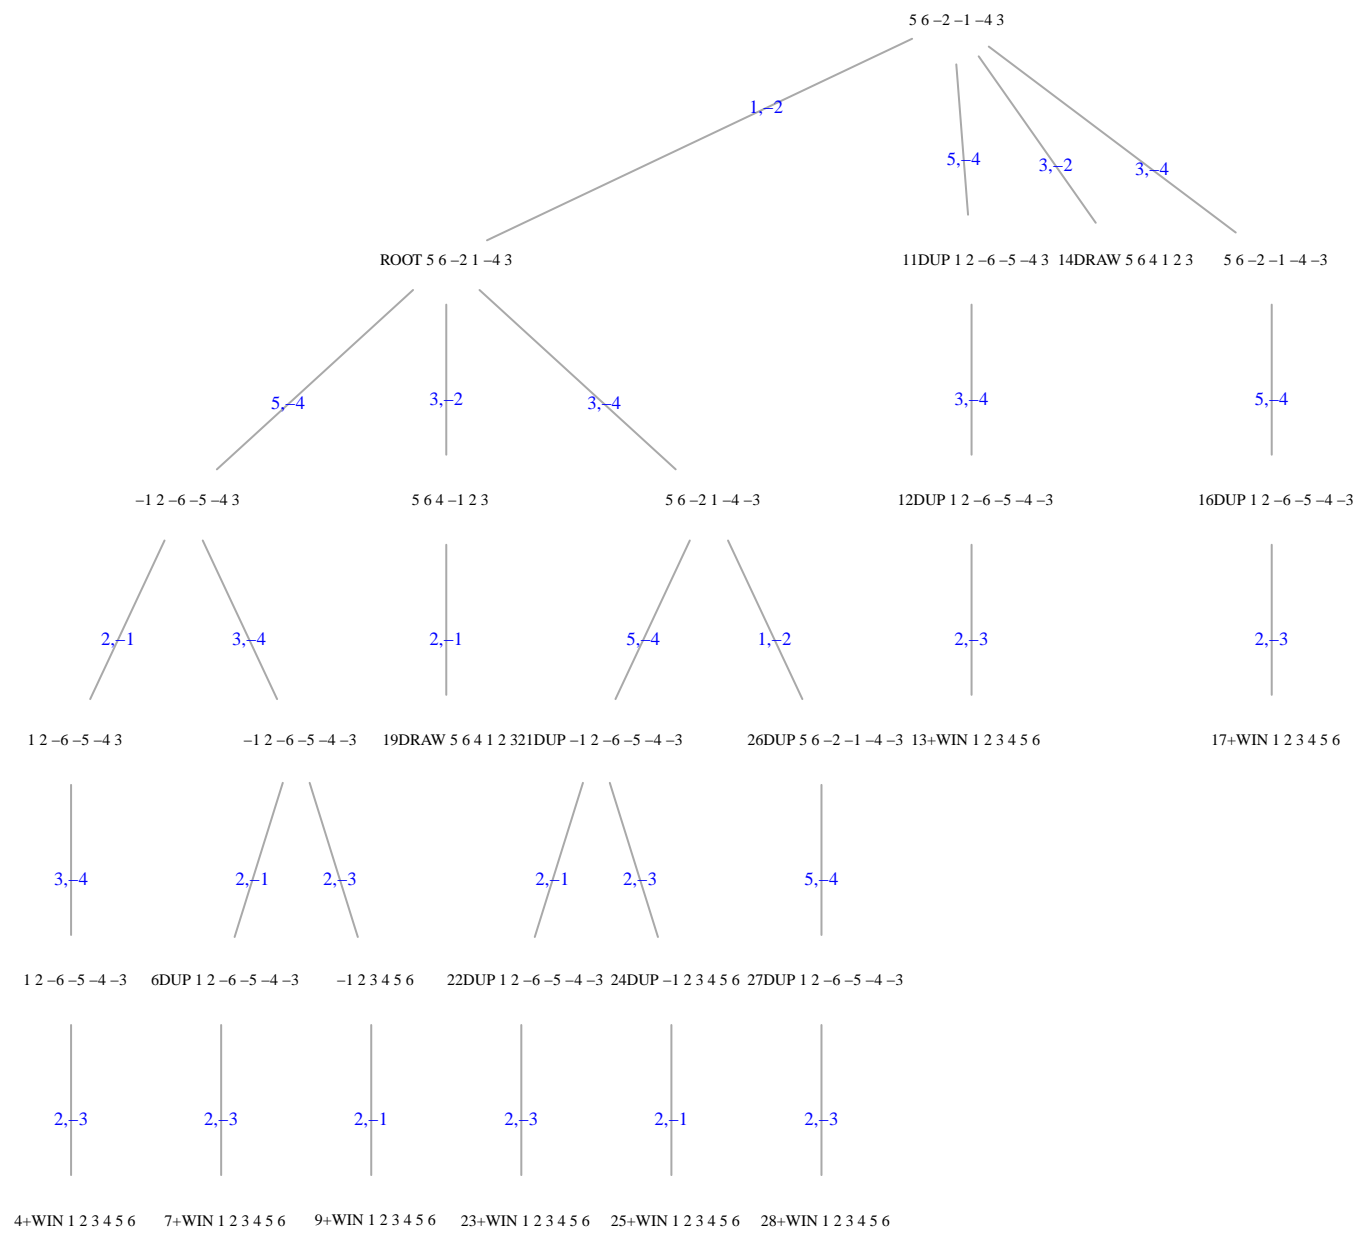 5 6 −2 −1 −4 3
1,−2
5,−4
3,−2
3,−4
ROOT 5 6 −2 1 −4 3
11DUP 1 2 −6 −5 −4 3
14DRAW 5 6 4 1 2 3
5 6 −2 −1 −4 −3
5,−4
3,−2
3,−4
3,−4
5,−4
−1 2 −6 −5 −4 3
5 6 4 −1 2 3
5 6 −2 1 −4 −3
12DUP 1 2 −6 −5 −4 −3
16DUP 1 2 −6 −5 −4 −3
2,−1
3,−4
2,−1
5,−4
1,−2
2,−3
2,−3
1 2 −6 −5 −4 3
−1 2 −6 −5 −4 −3
19DRAW 5 6 4 1 2 3
21DUP −1 2 −6 −5 −4 −3
26DUP 5 6 −2 −1 −4 −3
13+WIN 1 2 3 4 5 6
17+WIN 1 2 3 4 5 6
3,−4
2,−1
2,−3
2,−1
2,−3
5,−4
1 2 −6 −5 −4 −3
6DUP 1 2 −6 −5 −4 −3
−1 2 3 4 5 6
22DUP 1 2 −6 −5 −4 −3
24DUP −1 2 3 4 5 6
27DUP 1 2 −6 −5 −4 −3
2,−3
2,−3
2,−1
2,−3
2,−1
2,−3
4+WIN 1 2 3 4 5 6
7+WIN 1 2 3 4 5 6
9+WIN 1 2 3 4 5 6
23+WIN 1 2 3 4 5 6
25+WIN 1 2 3 4 5 6
28+WIN 1 2 3 4 5 6